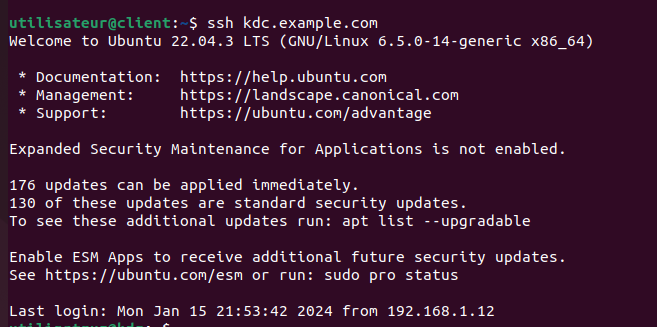 utilisateur@client:~$ ssh kdc.example.com
Welcome to Ubuntu 22.04.3 LTS (GNU/Linux 6.5.0-14-generic x86_64)
* Documentation: https://help.ubuntu.com
* Management: https://landscape.canonical.com
* Support: https://ubuntu.com/advantage
Expanded Security Maintenance for Applications is not enabled.
176 updates can be applied immediately.
130 of these updates are standard security updates.
To see these additional updates run: apt list --upgradable
Enable ESM Apps to receive additional future security updates.
See https://ubuntu.com/esm or run: sudo pro status
Last login: Mon Jan 15 21:53:42 2024 from 192.168.1.12